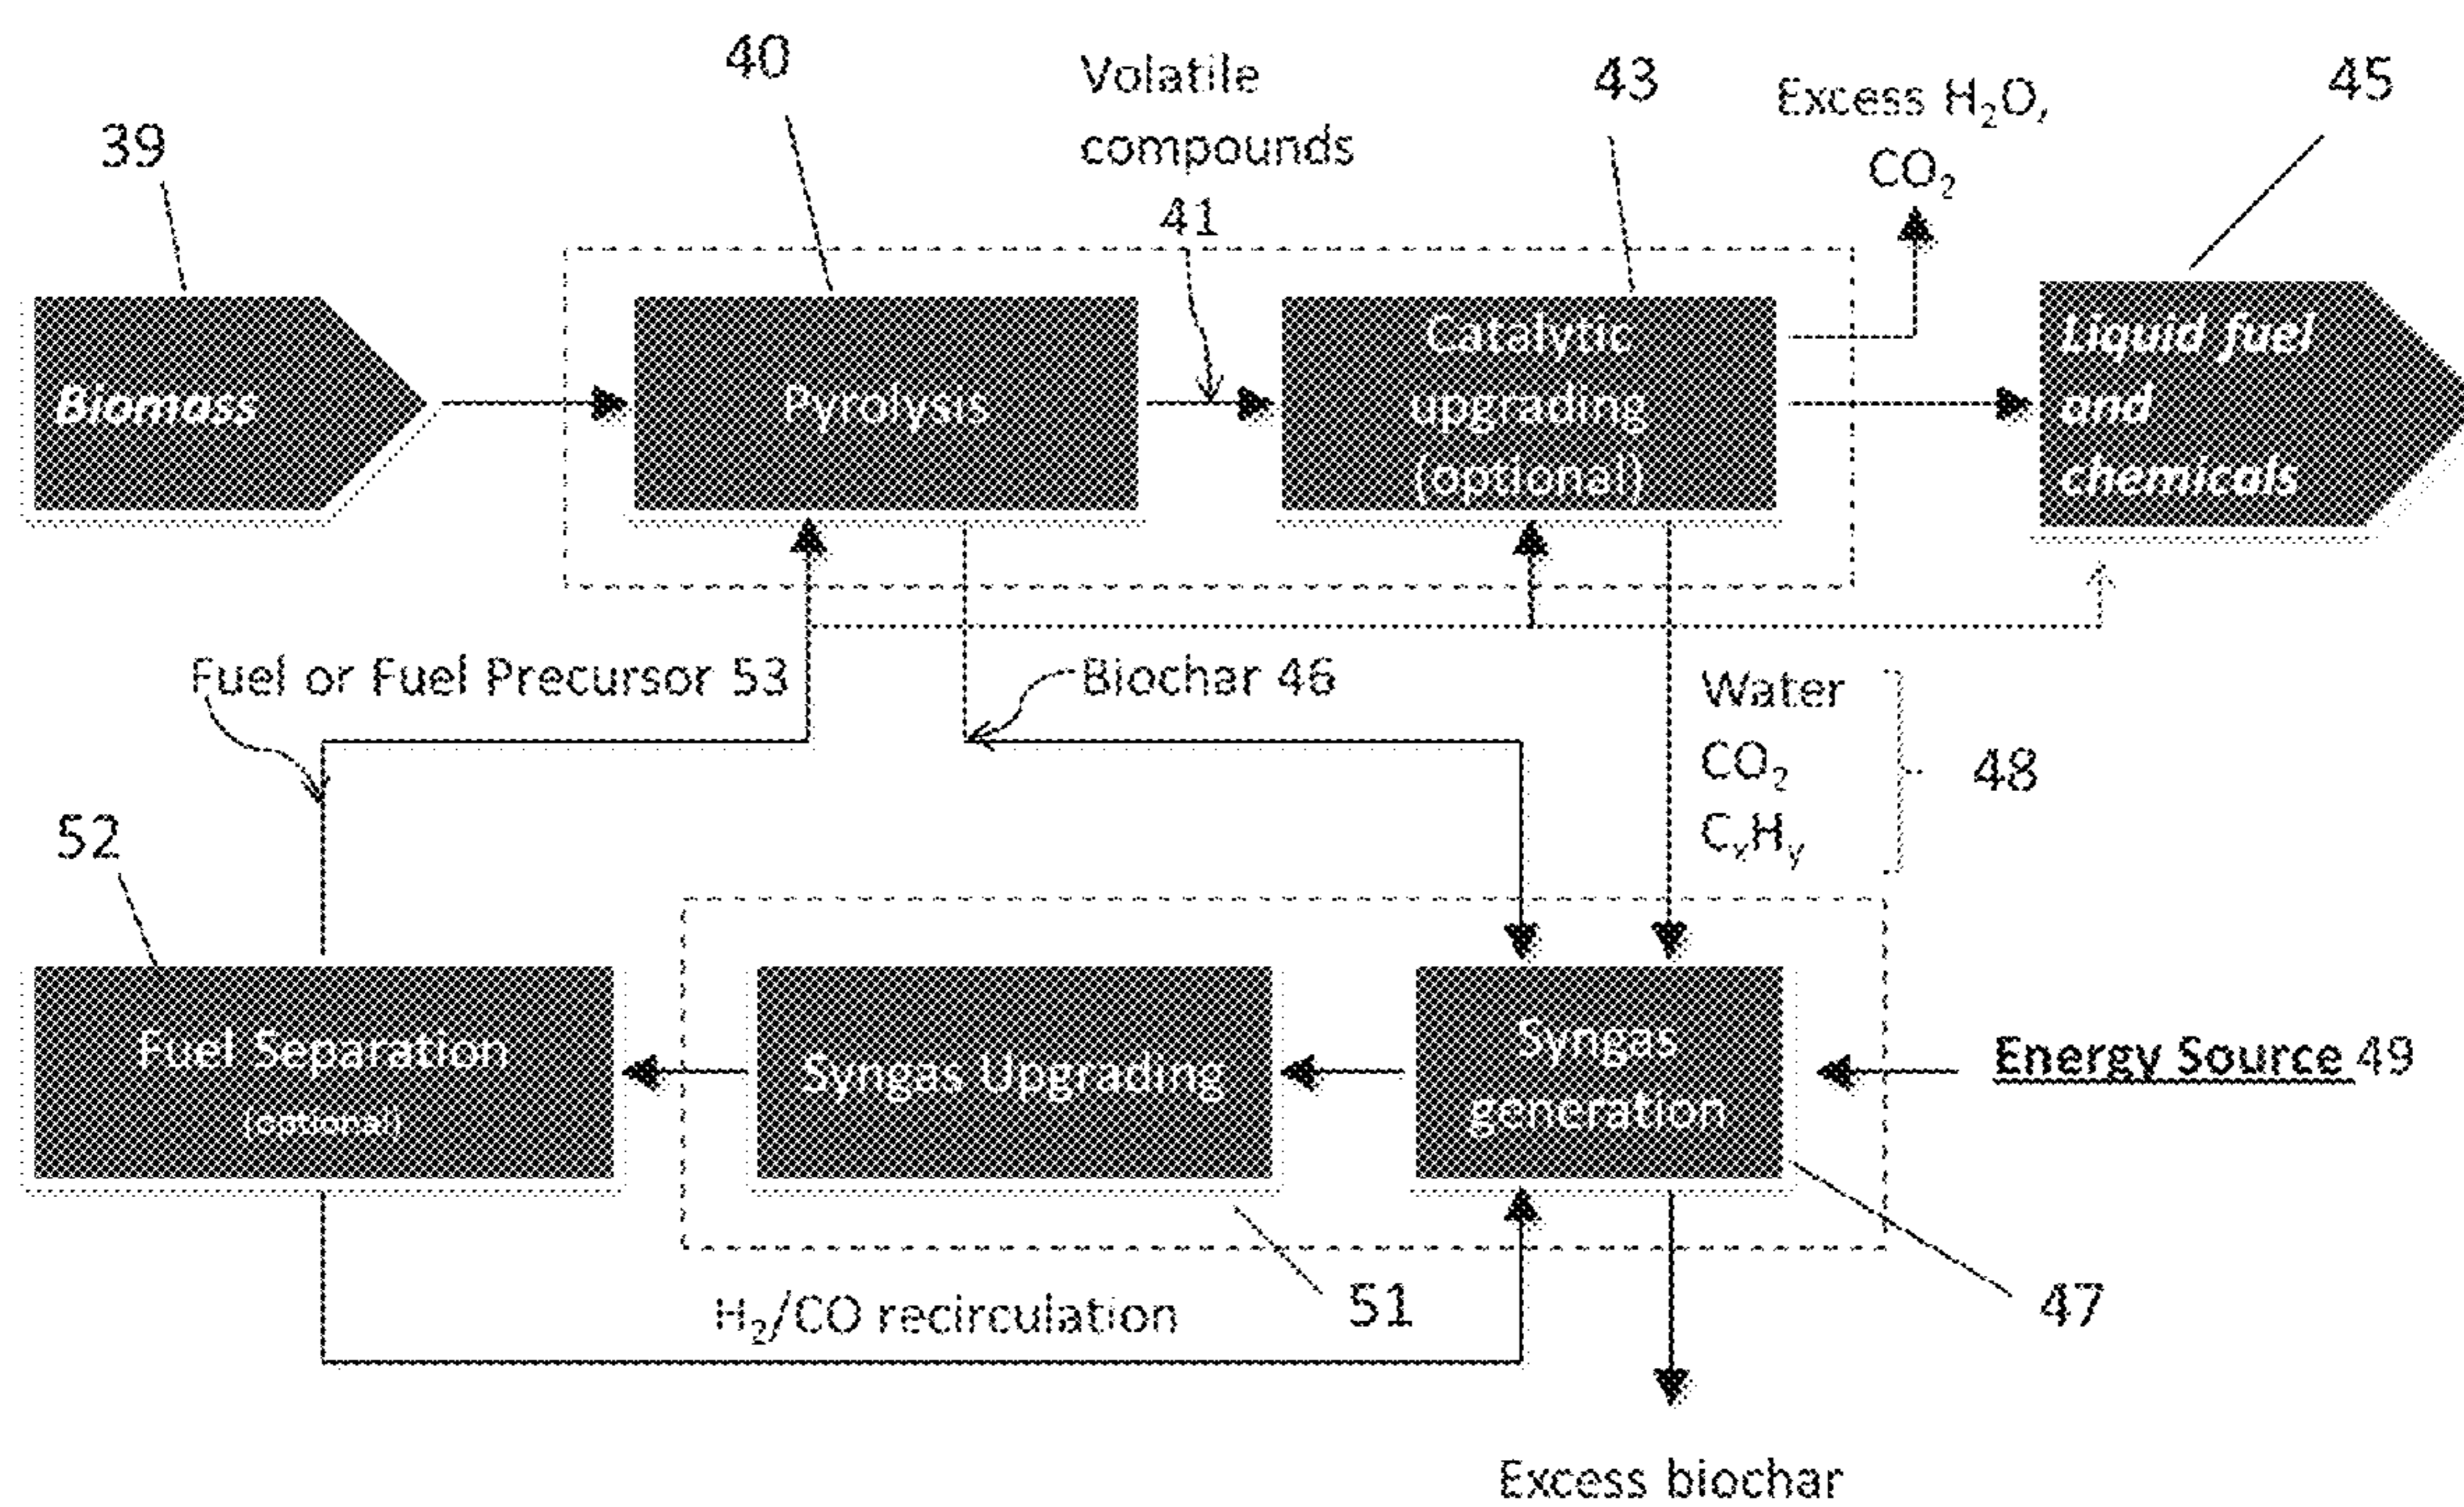 40
Volatile
compounds
41
43
Excess H₂O,
CO₂
45
39
Biomass
Pyrolysis
Catalytic
upgrading
(optional)
Liquid fuel
and
chemicals
Fuel or Fuel Precursor 53
Biochar 46
Water
CO₂
CₓHᵧ
48
52
Fuel Separation
(optional)
Syngas Upgrading
Syngas
generation
Energy Source 49
H₂/CO recirculation
51
47
Excess biochar